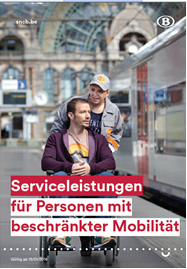 sncb.be
B
Serviceleistungen
für Personen mit
beschränkter Mobilität